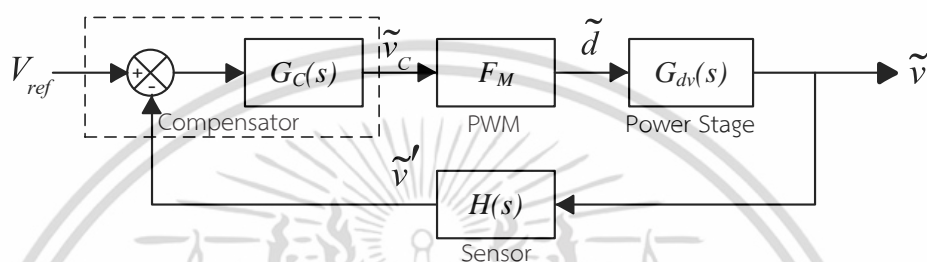 V_ref
+
-
G_C(s)
ṽ_C
F_M
d̃
G_dv(s)
ṽ
Compensator
PWM
Power Stage
ṽ′
H(s)
Sensor